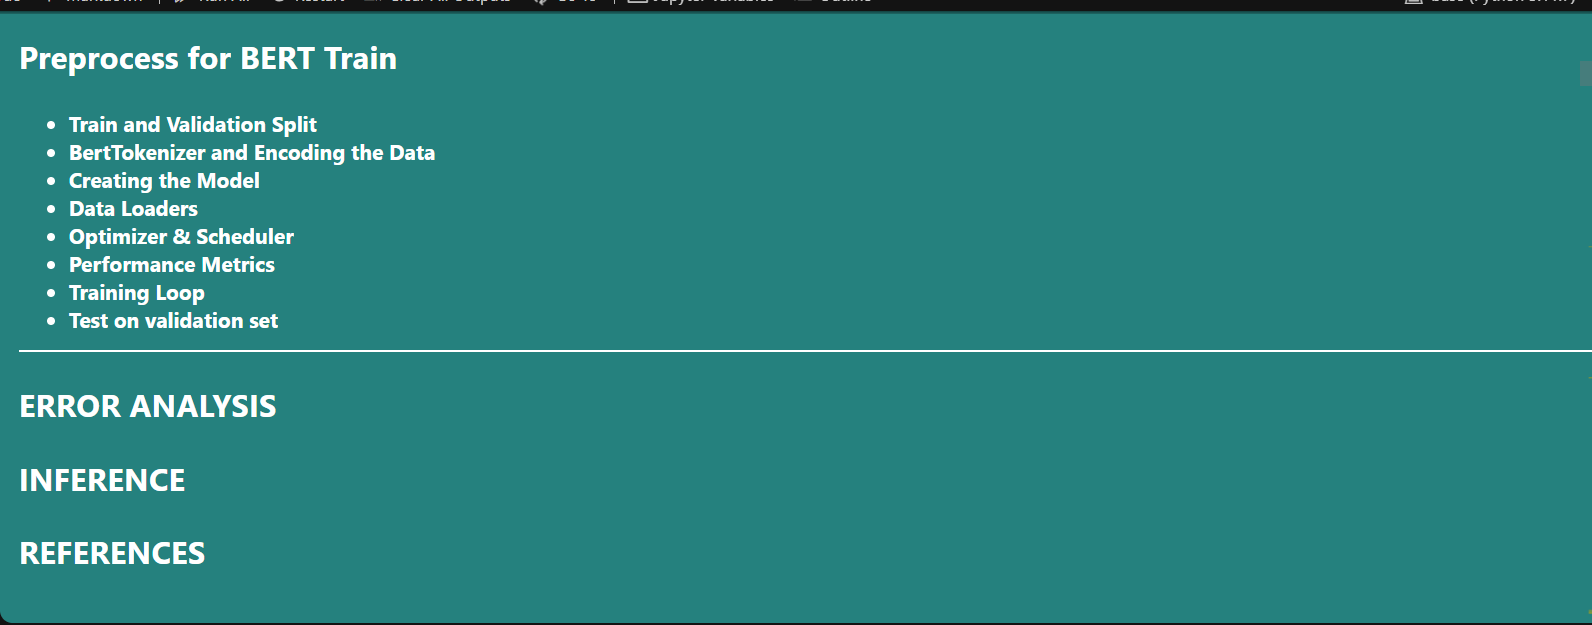 Preprocess for BERT Train
Train and Validation Split
BertTokenizer and Encoding the Data
Creating the Model
Data Loaders
Optimizer & Scheduler
Performance Metrics
Training Loop
Test on validation set
ERROR ANALYSIS
INFERENCE
REFERENCES